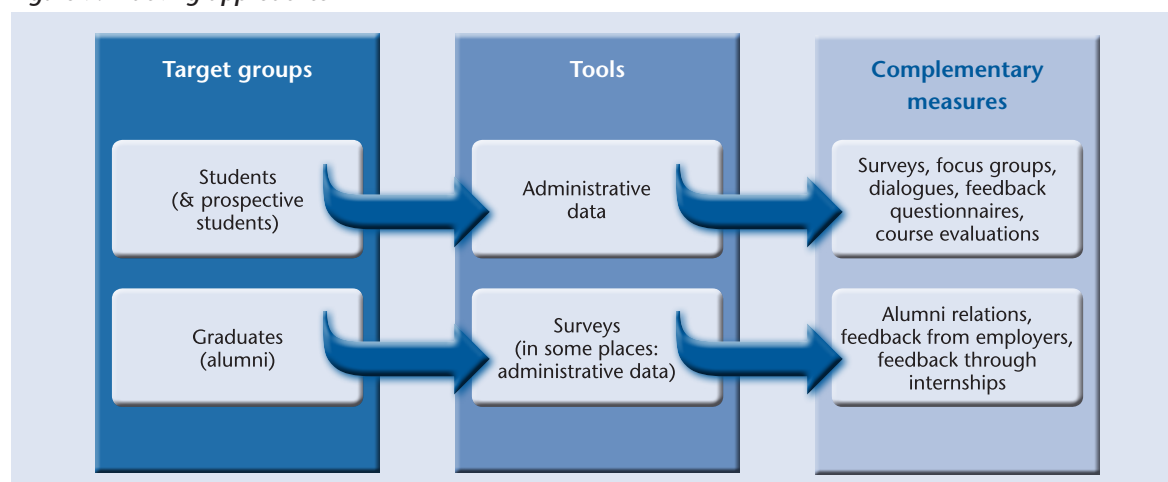 Target groups
Tools
Complementary
measures
Students
(& prospective
students)
Administrative
data
Surveys, focus groups,
dialogues, feedback
questionnaires,
course evaluations
Graduates
(alumni)
Surveys
(in some places:
administrative data)
Alumni relations,
feedback from employers,
feedback through
internships